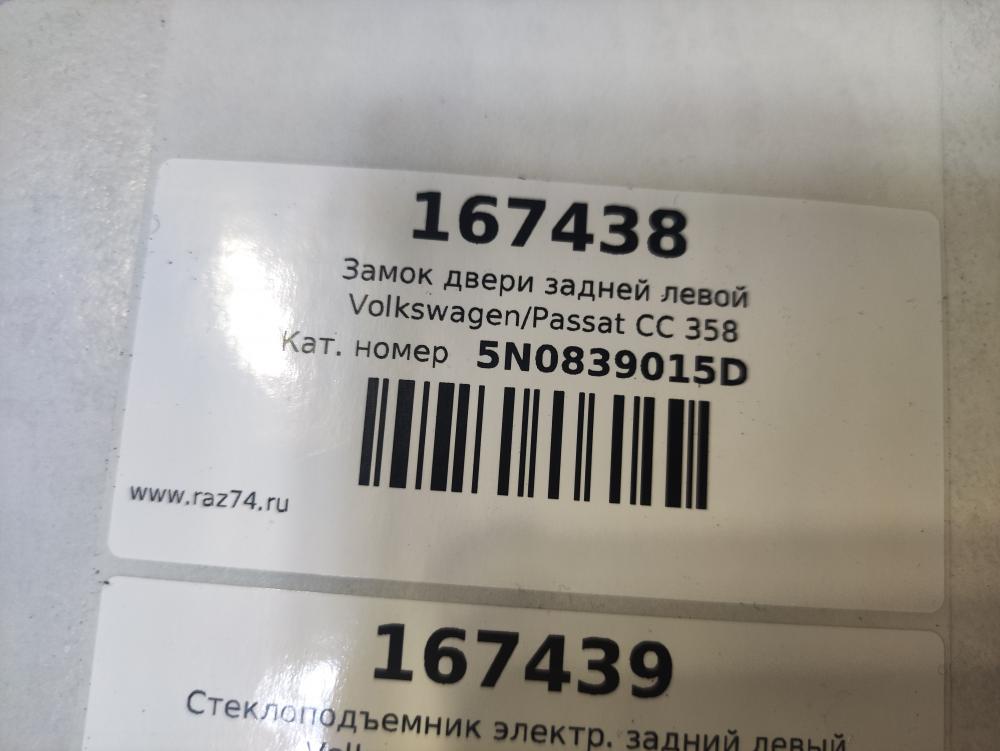 167438
Замок двери задней левой
Volkswagen/Passat CC 358
Кат. номер 5N0839015D
www.raz74.ru
167439
Стеклоподъемник электр. задний левый